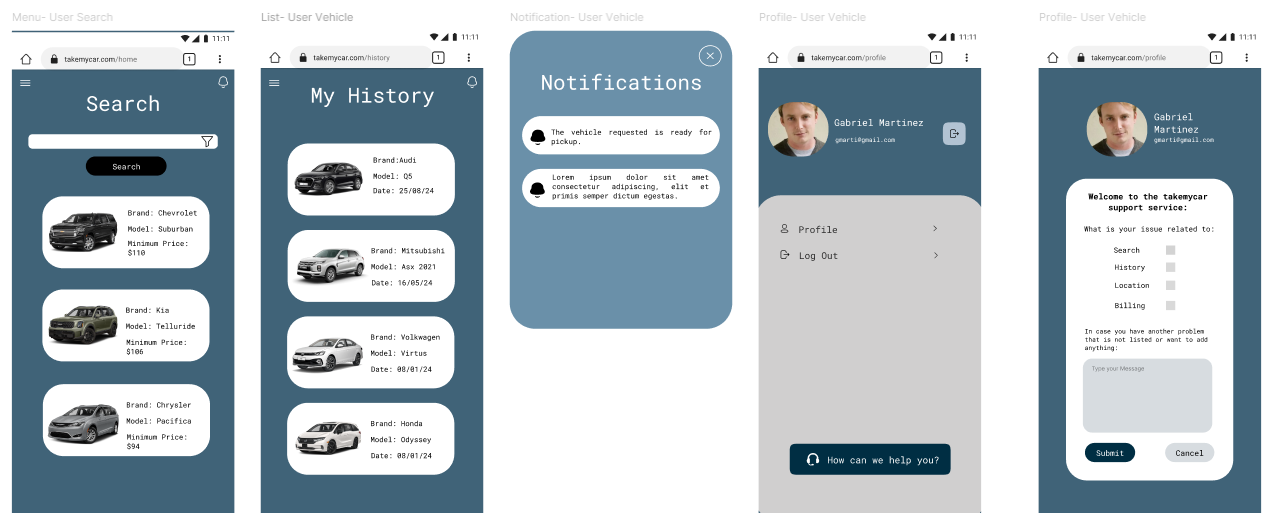 Menu- User Search
11:11
takemycar.com/home
1
Search
Search
Brand: Chevrolet
Model: Suburban
Minimum Price:
$110
Brand: Kia
Model: Telluride
Minimum Price:
$106
Brand: Chrysler
Model: Pacifica
Minimum Price:
$94
List- User Vehicle
11:11
takemycar.com/history
1
My History
Brand:Audi
Model: Q5
Date: 25/08/24
Brand: Mitsubishi
Model: Asx 2021
Date: 16/05/24
Brand: Volkwagen
Model: Virtus
Date: 08/01/24
Brand: Honda
Model: Odyssey
Date: 08/01/24
Notification- User Vehicle
Notifications
The vehicle requested is ready for
pickup.
Lorem ipsum dolor sit amet
consectetur adipiscing, elit et
primis semper dictum egestas.
Profile- User Vehicle
11:11
takemycar.com/profile
1
Gabriel Martinez
gmarti@gmail.com
Profile
Log Out
How can we help you?
Profile- User Vehicle
11:11
takemycar.com/profile
1
Gabriel
Martinez
gmarti@gmail.com
Welcome to the takemycar
support service:
What is your issue related to:
Search
History
Location
Billing
In case you have another problem
that is not listed or want to add
anything:
Type your Message
Submit
Cancel